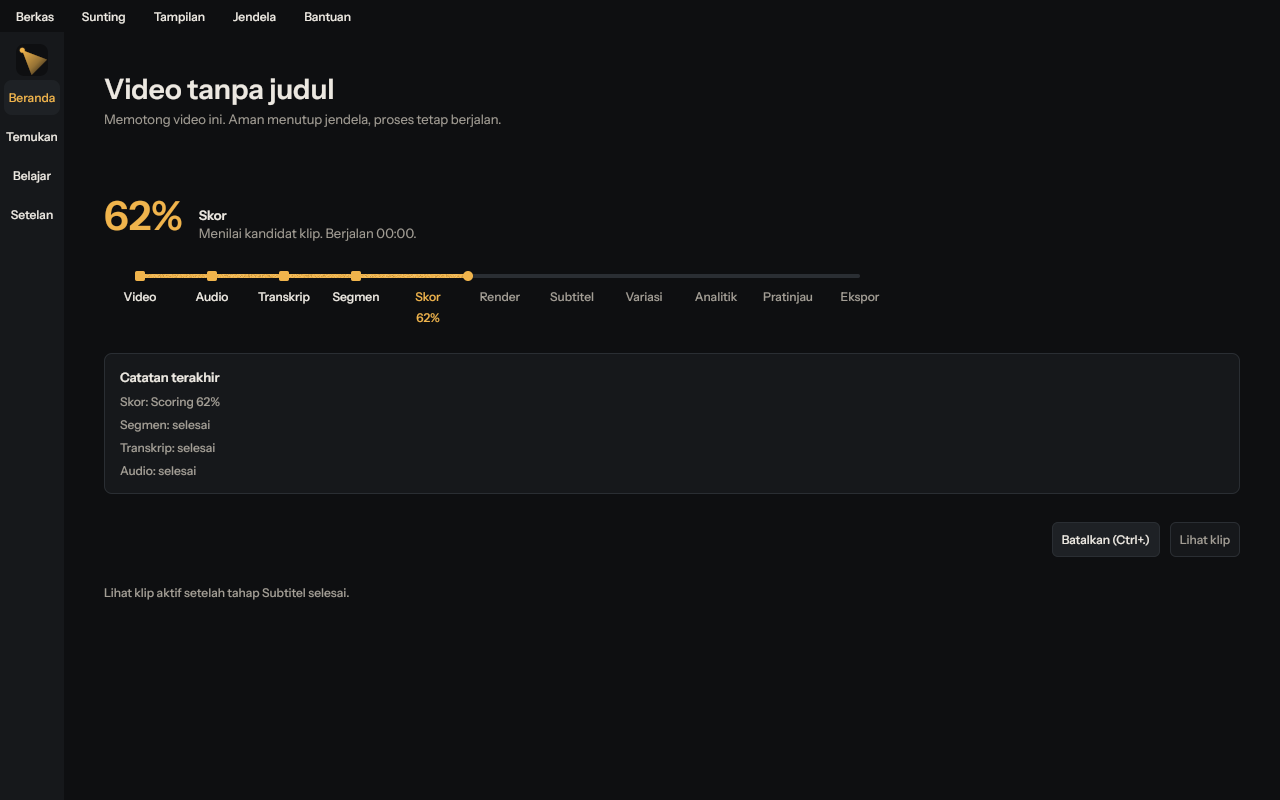 Berkas Sunting Tampilan Jendela Bantuan
Beranda
Temukan
Belajar
Setelan
Video tanpa judul
Memotong video ini. Aman menutup jendela, proses tetap berjalan.
62%
Skor
Menilai kandidat klip. Berjalan 00:00.
Video Audio Transkrip Segmen Skor Render Subtitel Variasi Analitik Pratinjau Ekspor
62%
Catatan terakhir
Skor: Scoring 62%
Segmen: selesai
Transkrip: selesai
Audio: selesai
Batalkan (Ctrl+.) Lihat klip
Lihat klip aktif setelah tahap Subtitel selesai.